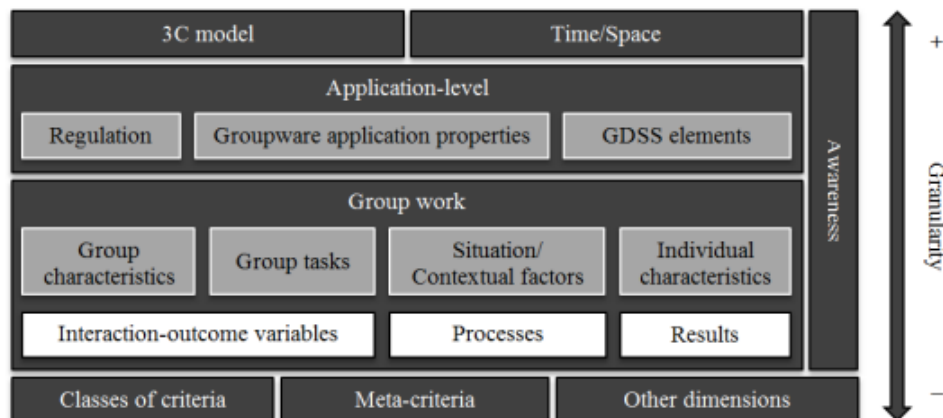 3C model
Time/Space
Application-level
Regulation
Groupware application properties
GDSS elements
Group work
Group
characteristics
Group tasks
Situation/
Contextual factors
Individual
characteristics
Interaction-outcome variables
Processes
Results
Classes of criteria
Meta-criteria
Other dimensions
Awareness
+
Granularity
–